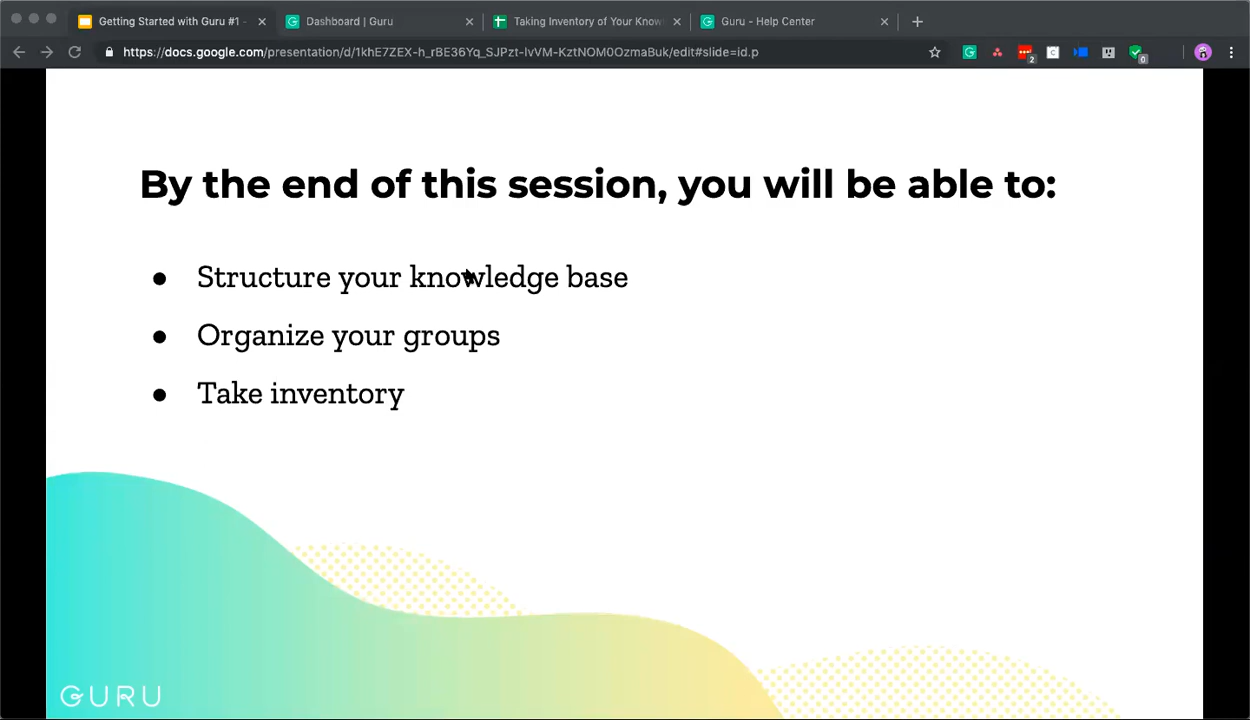 Getting Started with Guru #1 -
Dashboard | Guru
Taking Inventory of Your Know
Guru - Help Center
https://docs.google.com/presentation/d/1khE7ZEX-h_rBE36Yq_SJPzt-lvVM-KztNOM0OzmaBuk/edit#slide=id.p
2
0
By the end of this session, you will be able to:
● Structure your knowledge base
● Organize your groups
● Take inventory
GURU